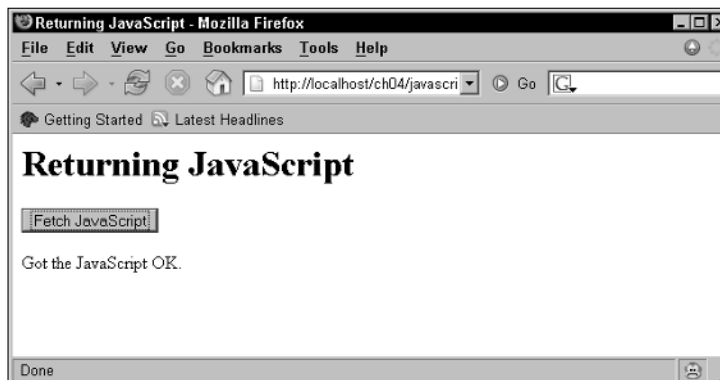 Returning JavaScript - Mozilla Firefox
File Edit View Go Bookmarks Tools Help
http://localhost/ch04/javascri Go G
Getting Started Latest Headlines
Returning JavaScript
Fetch JavaScript
Got the JavaScript OK.
Done